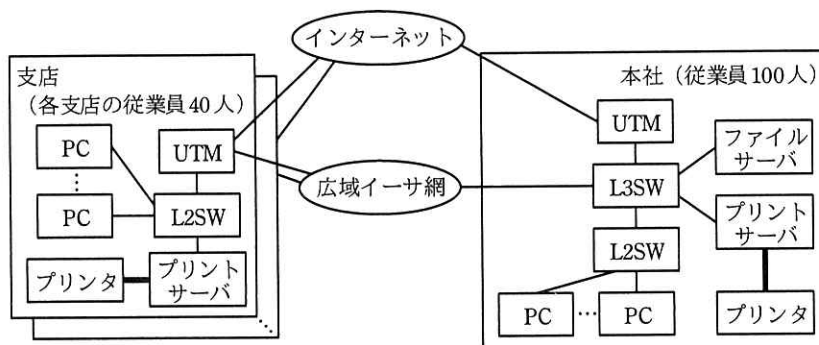 インターネット
支店
(各支店の従業員40人)
PC
UTM
PC
L2SW
プリンタ
プリント
サーバ
広域イーサ網
本社(従業員100人)
UTM
ファイル
サーバ
L3SW
プリント
サーバ
L2SW
PC
PC
プリンタ